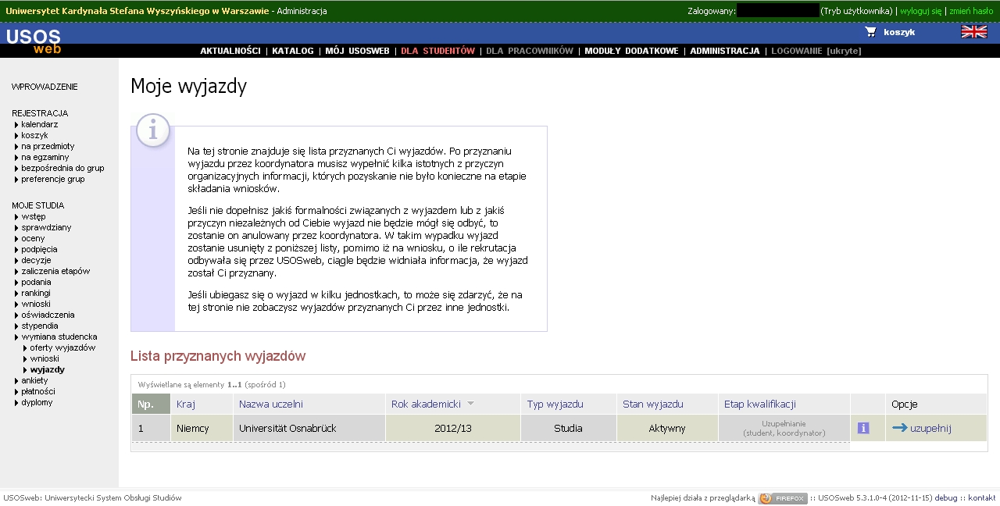 Uniwersytet Kardynała Stefana Wyszyńskiego w Warszawie - Administracja
Zalogowany: (Tryb użytkownika) | wyloguj się | zmień hasło
USOS
web
koszyk
AKTUALNOŚCI | KATALOG | MÓJ USOSWEB | DLA STUDENTÓW | DLA PRACOWNIKÓW | MODUŁY DODATKOWE | ADMINISTRACJA | LOGOWANIE [ukryte]
WPROWADZENIE
REJESTRACJA
kalendarz
koszyk
na przedmioty
na egzaminy
bezpośrednia do grup
preferencje grup
MOJE STUDIA
wstęp
sprawdziany
oceny
podpięcia
decyzje
zaliczenia etapów
podania
rankingi
wnioski
oświadczenia
stypendia
wymiana studencka
oferty wyjazdów
wnioski
wyjazdy
ankiety
płatności
dyplomy
Moje wyjazdy
i
Na tej stronie znajduje się lista przyznanych Ci wyjazdów. Po przyznaniu
wyjazdu przez koordynatora musisz wypełnić kilka istotnych z przyczyn
organizacyjnych informacji, których pozyskanie nie było konieczne na etapie
składania wniosków.
Jeśli nie dopełnisz jakiś formalności związanych z wyjazdem lub z jakiś
przyczyn niezależnych od Ciebie wyjazd nie będzie mógł się odbyć, to
zostanie on anulowany przez koordynatora. W takim wypadku wyjazd
zostanie usunięty z poniższej listy, pomimo iż na wniosku, o ile rekrutacja
odbywała się przez USOSweb, ciągle będzie widniała informacja, że wyjazd
został Ci przyznany.
Jeśli ubiegasz się o wyjazd w kilku jednostkach, to może się zdarzyć, że na
tej stronie nie zobaczysz wyjazdów przyznanych Ci przez inne jednostki.
Lista przyznanych wyjazdów
Wyświetlane są elementy 1..1 (spośród 1)
Np. Kraj Nazwa uczelni Rok akademicki Typ wyjazdu Stan wyjazdu Etap kwalifikacji Opcje
1 Niemcy Universität Osnabrück 2012/13 Studia Aktywny Uzupełnianie
(student, koordynator) i uzupełnij
USOSweb: Uniwersytecki System Obsługi Studiów
Najlepiej działa z przeglądarką FIREFOX :: USOSweb 5.3.1.0-4 (2012-11-15) debug :: kontakt